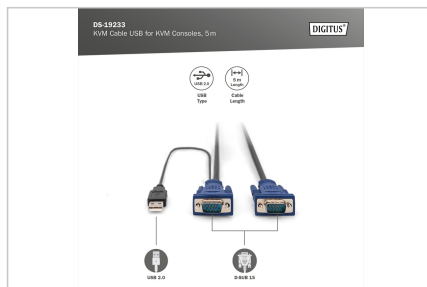 DS-19233
KVM Cable USB for KVM Consoles, 5 m
DIGITUS®
USB 2.0
5 m
Length
USB
Type
Cable
Length
USB 2.0
D-SUB 15